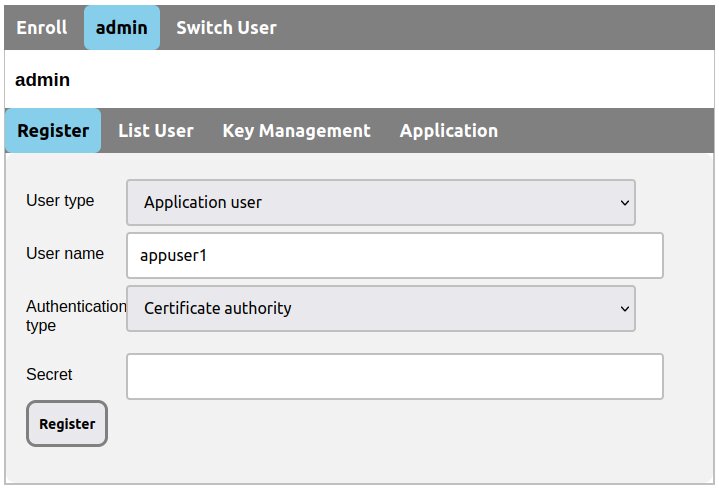 Enroll admin Switch User
admin
Register List User Key Management Application
User type Application user
User name appuser1
Authentication Certificate authority
type
Secret
Register